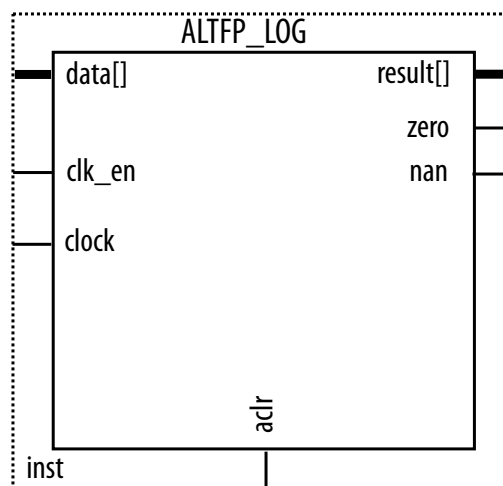 ALTFP_LOG
data[]
result[]
zero
clk_en
nan
clock
aclr
inst